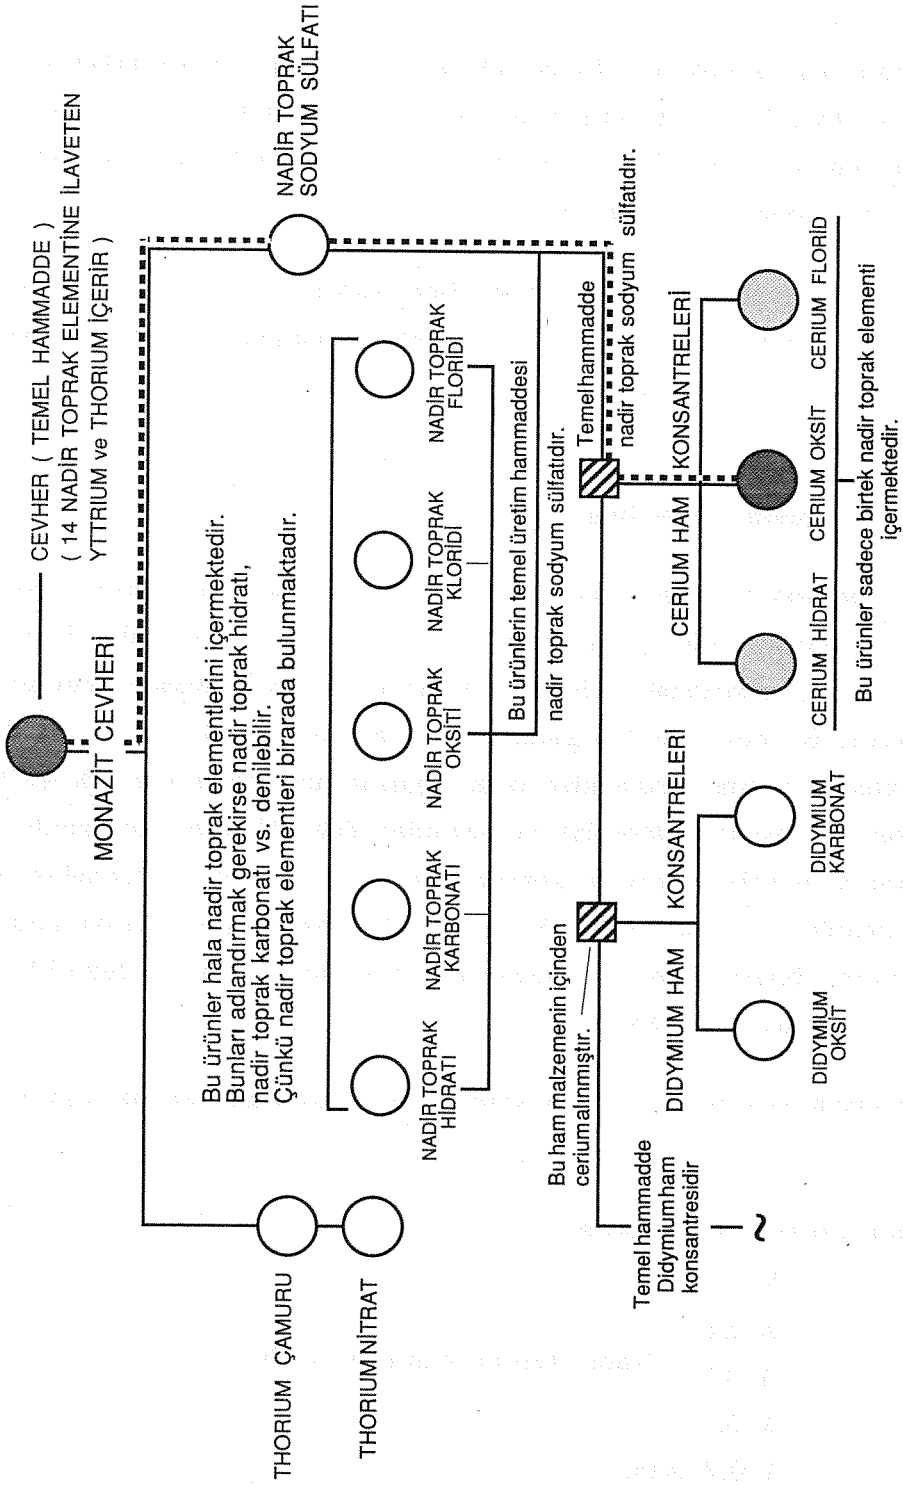 CEVHER ( TEMEL HAMMADDE )
( 14 NADİR TOPRAK ELEMENTİNE İLAVETEN
YTTRIUM ve THORIUM İÇERİR )
MONAZİT CEVHERİ
NADİR TOPRAK
SODYUM SÜLFATI
THORIUM ÇAMURU
THORIUM NİTRAT
Bu ürünler hala nadir toprak elementlerini içermektedir.
Bunları adlandırmak gerekirse nadir toprak hidratı,
nadir toprak karbonatı vs. denilebilir.
Çünkü nadir toprak elementleri birarada bulunmaktadır.
NADİR TOPRAK
HİDRATI
NADİR TOPRAK
KARBONATI
NADİR TOPRAK
OKSİTİ
NADİR TOPRAK
KLORİDİ
NADİR TOPRAK
FLORİDİ
Bu ürünlerin temel üretim hammaddesi
nadir toprak sodyum sülfatıdır.
Bu ham malzemenin içinden
ceriumalınmıştır.
Temelhammadde
nadir toprak sodyum sülfatıdır.
Temel hammadde
Didymiumham
konsantresidir
~
DIDYMIUM HAM KONSANTRELERİ
DIDYMIUM
OKSİT
DIDYMIUM
KARBONAT
CERIUM HAM KONSANTRELERİ
CERIUM HİDRAT
CERIUM OKSİT
CERIUM FLORİD
Bu ürünler sadece birtek nadir toprak elementi
içermektedir.